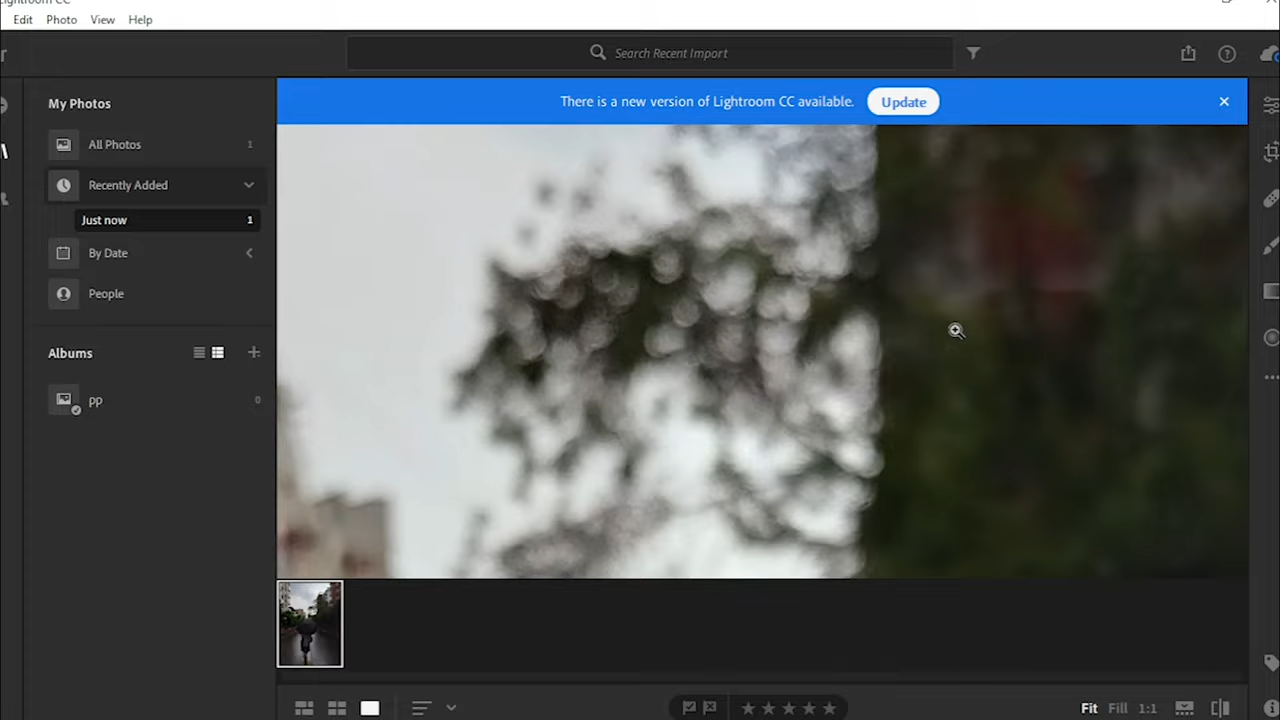 Lightroom CC
Edit Photo View Help
Search Recent Import
There is a new version of Lightroom CC available. Update
My Photos
All Photos 1
Recently Added
Just now 1
By Date
People
Albums
pp 0
Fit Fill 1:1